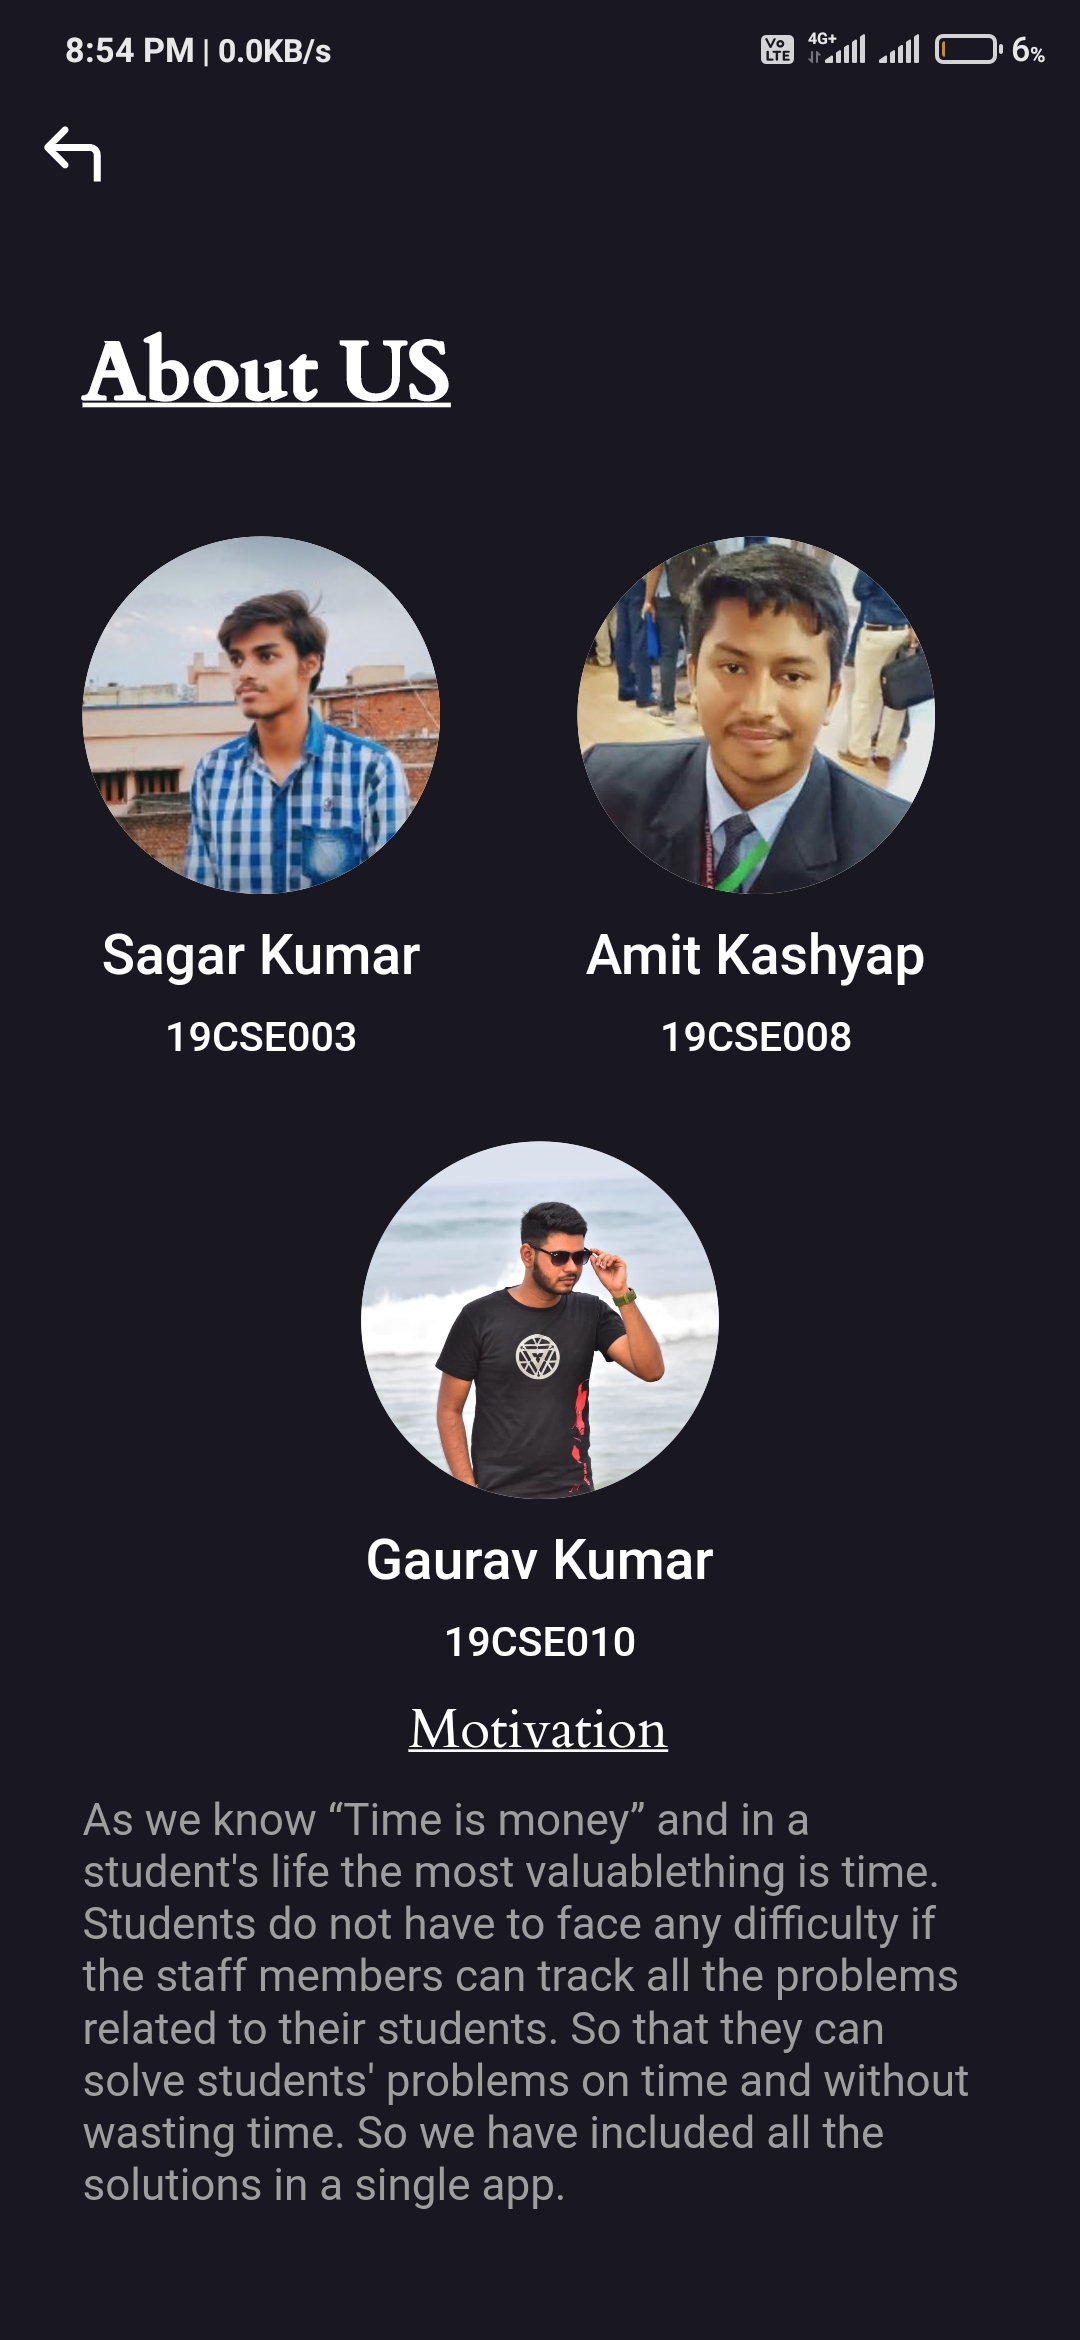 8:54 PM | 0.0KB/s
Vo LTE 4G+ 6%
About US
Sagar Kumar
Amit Kashyap
19CSE003
19CSE008
Gaurav Kumar
19CSE010
Motivation
As we know “Time is money” and in a
student's life the most valuablething is time.
Students do not have to face any difficulty if
the staff members can track all the problems
related to their students. So that they can
solve students' problems on time and without
wasting time. So we have included all the
solutions in a single app.